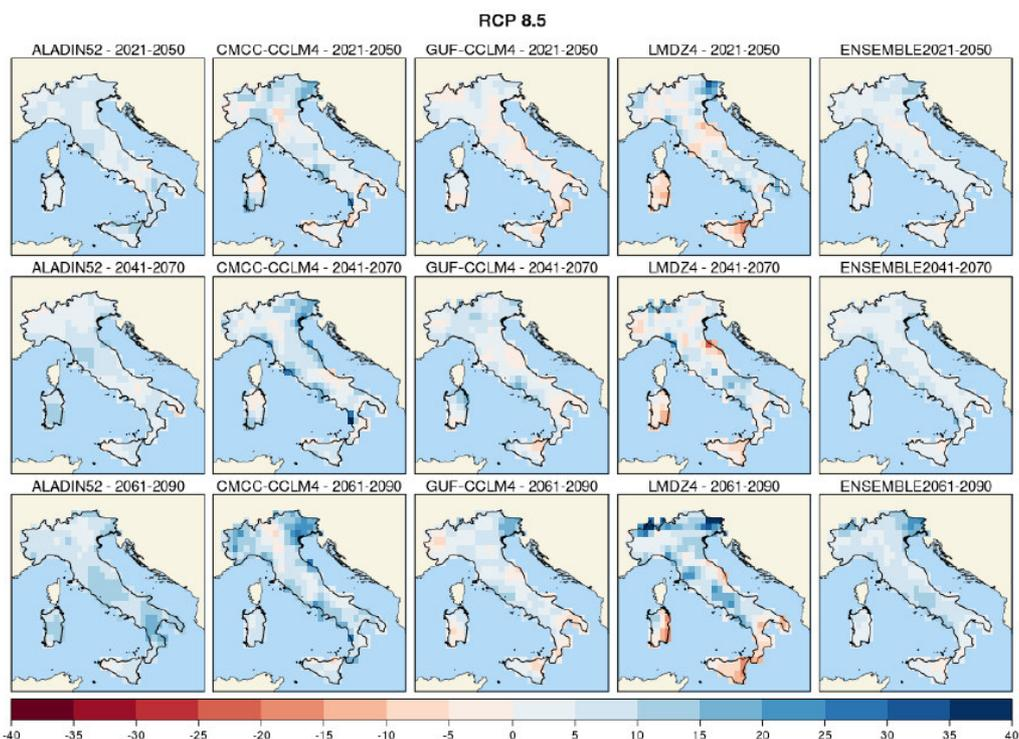 RCP 8.5
ALADIN52 - 2021-2050 CMCC-CCLM4 - 2021-2050 GUF-CCLM4 - 2021-2050 LMDZ4 - 2021-2050 ENSEMBLE2021-2050
ALADIN52 - 2041-2070 CMCC-CCLM4 - 2041-2070 GUF-CCLM4 - 2041-2070 LMDZ4 - 2041-2070 ENSEMBLE2041-2070
ALADIN52 - 2061-2090 CMCC-CCLM4 - 2061-2090 GUF-CCLM4 - 2061-2090 LMDZ4 - 2061-2090 ENSEMBLE2061-2090
-40 -35 -30 -25 -20 -15 -10 -5 0 5 10 15 20 25 30 35 40